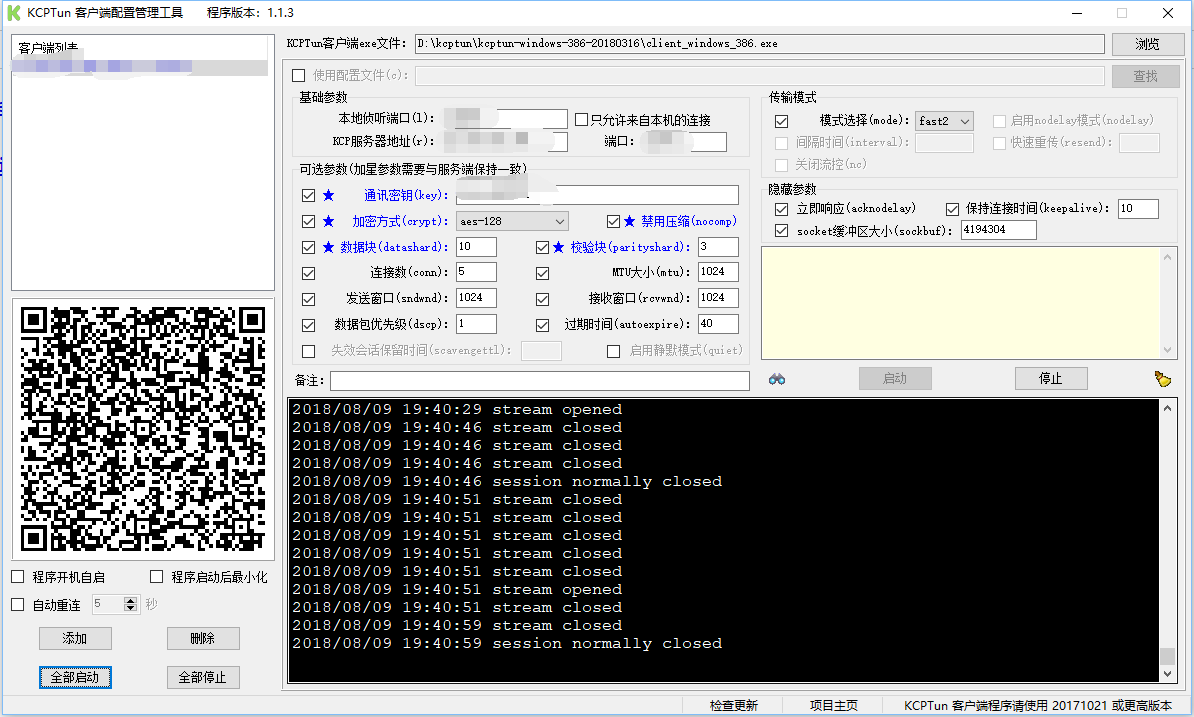 KCPTun 客户端配置管理工具 程序版本：1.1.3
客户端列表
KCPTun客户端exe文件： D:\kcptun\kcptun-windows-386-20180316\client_windows_386.exe 浏览
使用配置文件(c)： 查找
基础参数
本地侦听端口(l)： 只允许来自本机的连接
KCP服务器地址(r)： 端口：
可选参数(加星参数需要与服务端保持一致)
★ 通讯密钥(key)：
★ 加密方式(crypt)： aes-128 ★ 禁用压缩(nocomp)
★ 数据块(datashard)： 10 ★ 校验块(parityshard)： 3
连接数(conn)： 5 MTU大小(mtu)： 1024
发送窗口(sndwnd)： 1024 接收窗口(rcvwnd)： 1024
数据包优先级(dscp)： 1 过期时间(autoexpire)： 40
失效会话保留时间(scavengettl)： 启用静默模式(quiet)
备注：
传输模式
模式选择(mode)： fast2 启用nodelay模式(nodelay)
间隔时间(interval)： 快速重传(resend)：
关闭流控(nc)
隐藏参数
立即响应(acknodelay) 保持连接时间(keepalive)： 10
socket缓冲区大小(sockbuf)： 4194304
启动 停止
2018/08/09 19:40:29 stream opened
2018/08/09 19:40:46 stream closed
2018/08/09 19:40:46 stream closed
2018/08/09 19:40:46 stream closed
2018/08/09 19:40:46 session normally closed
2018/08/09 19:40:51 stream closed
2018/08/09 19:40:51 stream closed
2018/08/09 19:40:51 stream closed
2018/08/09 19:40:51 stream closed
2018/08/09 19:40:51 stream closed
2018/08/09 19:40:51 stream opened
2018/08/09 19:40:51 stream closed
2018/08/09 19:40:59 stream closed
2018/08/09 19:40:59 session normally closed
程序开机自启 程序启动后最小化
自动重连 5 秒
添加 删除
全部启动 全部停止
检查更新 项目主页 KCPTun 客户端程序请使用 20171021 或更高版本